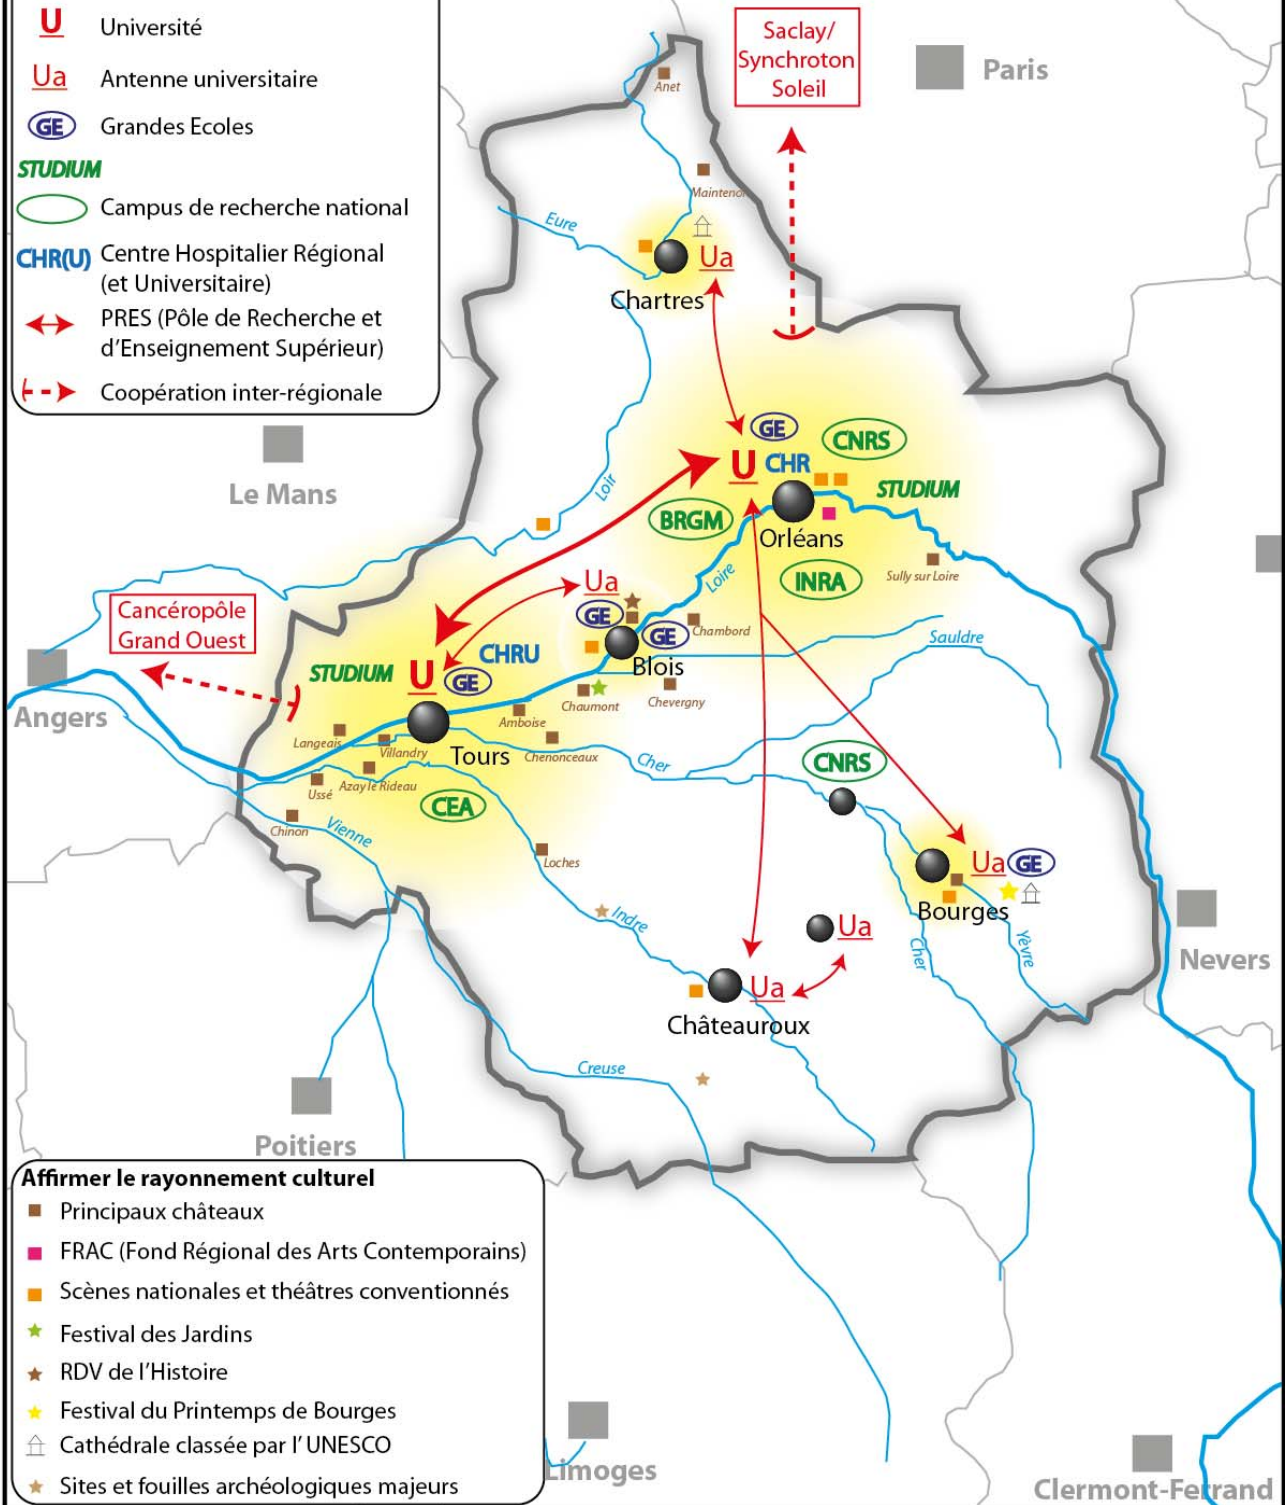 U Université
Ua Antenne universitaire
GE Grandes Ecoles
STUDIUM
Campus de recherche national
CHR(U) Centre Hospitalier Régional
(et Universitaire)
PRES (Pôle de Recherche et
d'Enseignement Supérieur)
Coopération inter-régionale
Saclay/
Synchroton
Soleil
Paris
Anet
Maintenon
Eure
Ua
Chartres
Le Mans
Loir
GE
CNRS
U CHR
STUDIUM
BRGM
Orléans
INRA
Sully sur Loire
Loire
Cancéropôle
Grand Ouest
Ua
GE
GE
Chambord
Blois
Sauldre
STUDIUM
U
GE
CHRU
Chaumont
Chevergny
Angers
Amboise
Langeais
Villandry
Tours
Chenonceaux
Cher
CNRS
Ussé
Azay le Rideau
CEA
Chinon
Vienne
Loches
Ua GE
Bourges
Indre
Ua
Cher
Yèvre
Nevers
Ua
Châteauroux
Creuse
Poitiers
Affirmer le rayonnement culturel
Principaux châteaux
FRAC (Fond Régional des Arts Contemporains)
Scènes nationales et théâtres conventionnés
Festival des Jardins
RDV de l'Histoire
Festival du Printemps de Bourges
Cathédrale classée par l' UNESCO
Sites et fouilles archéologiques majeurs
Limoges
Clermont-Ferrand